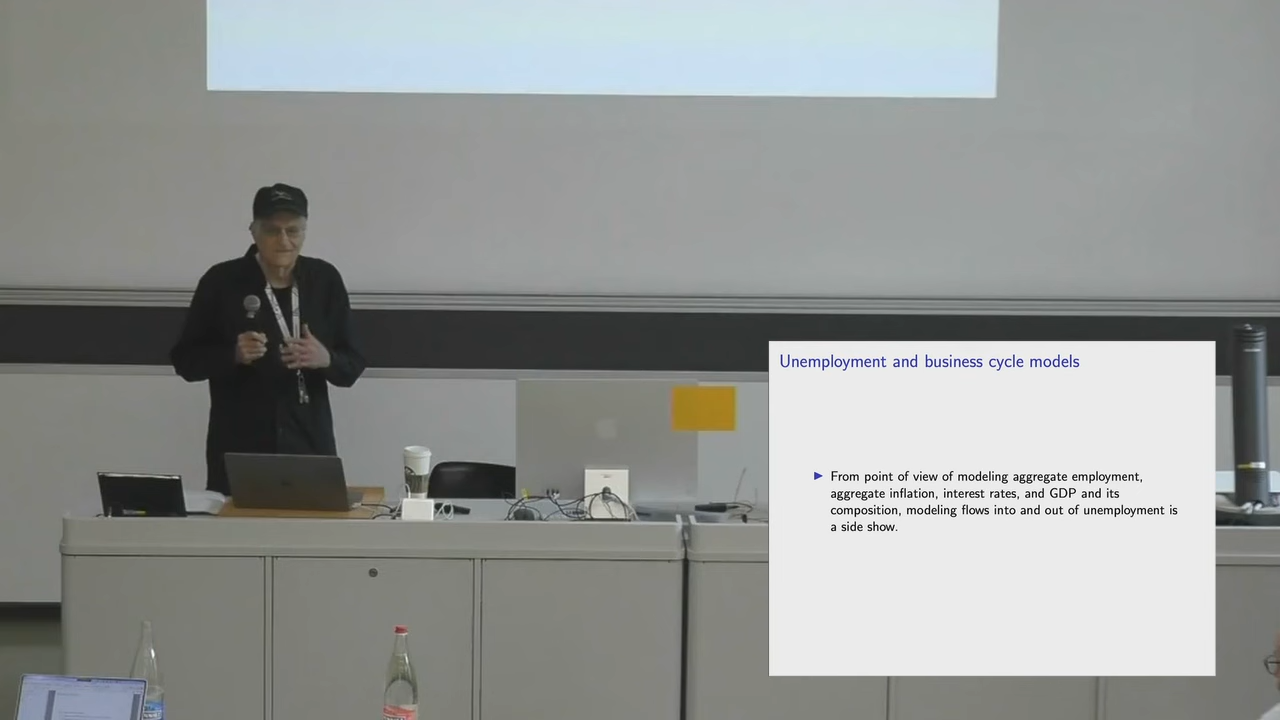 Unemployment and business cycle models
From point of view of modeling aggregate employment,
aggregate inflation, interest rates, and GDP and its
composition, modeling flows into and out of unemployment is
a side show.